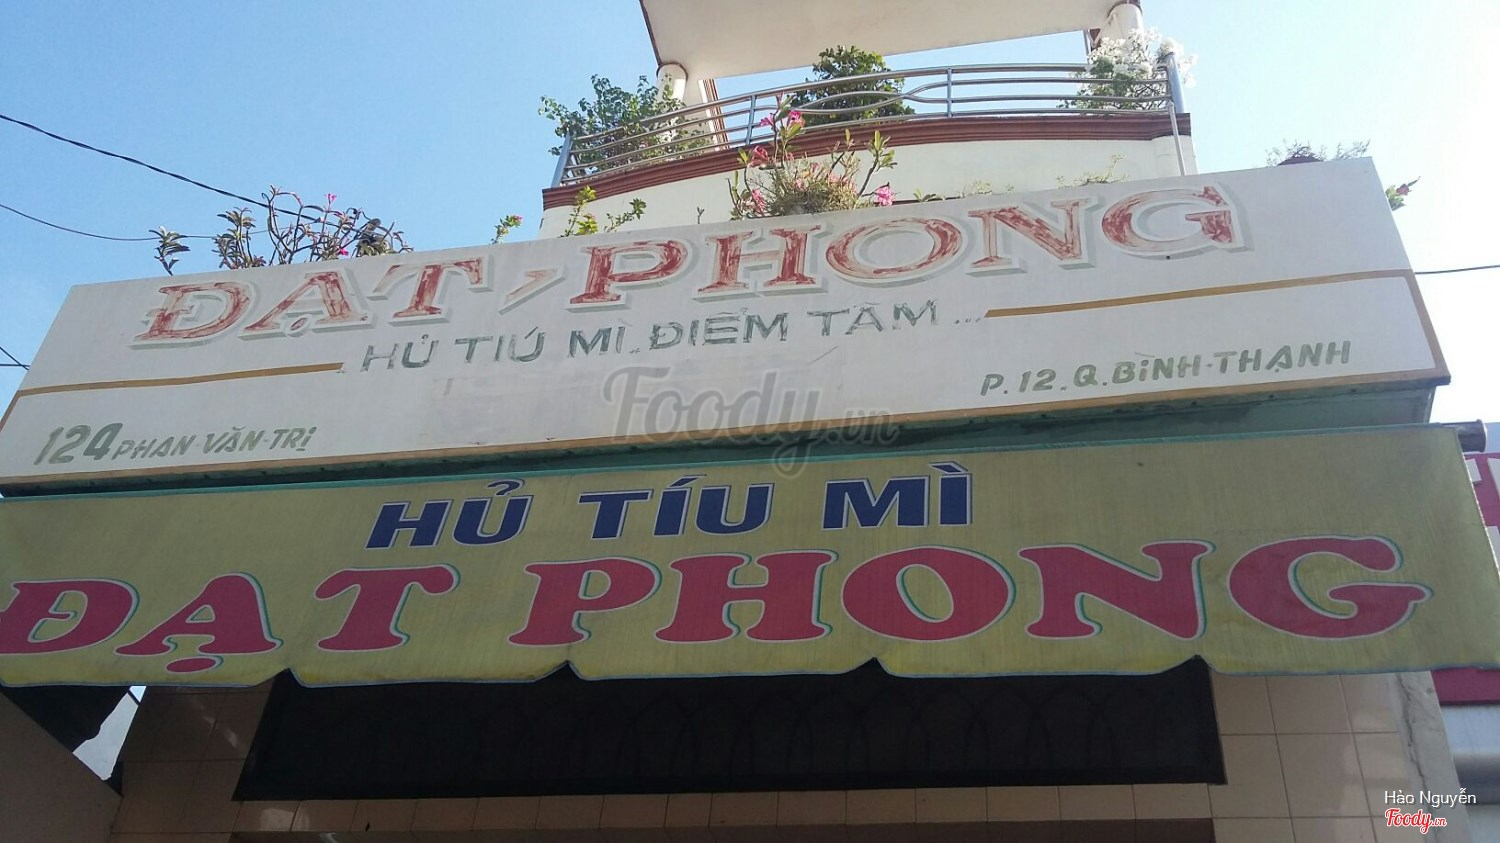 ĐẠT-PHONG
HỦ TIÚ MÌ..ĐIỂM TÂM...
124 PHAN-VĂN-TRỊ
P.12.Q.BÌNH-THẠNH
Foody.vn
HỦ TÍU MÌ
ĐẠT PHONG
Hảo Nguyễn
Foody.vn